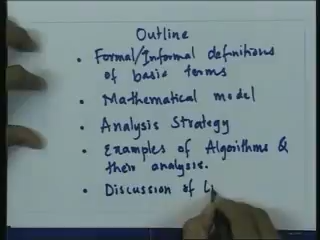 Outline
• Formal/Informal definitions
of basic terms
• Mathematical model
• Analysis Strategy
• Examples of Algorithms &
their analysis.
• Discussion of